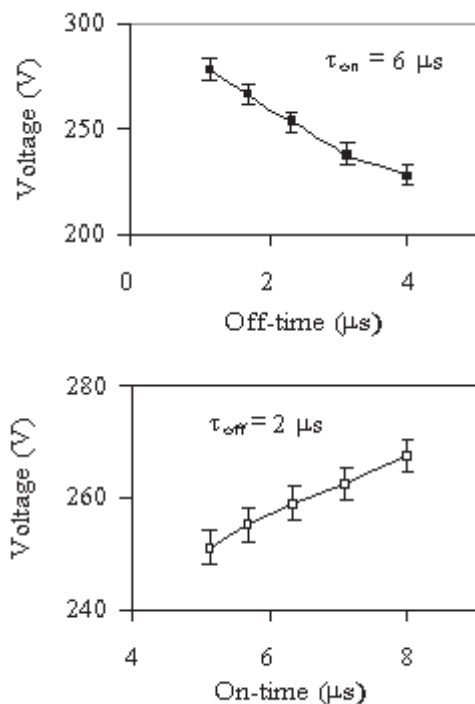 300
τon = 6 μs
250
200
Voltage (V)
0 2 4
Off-time (μs)
280
τoff = 2 μs
260
240
Voltage (V)
4 6 8
On-time (μs)